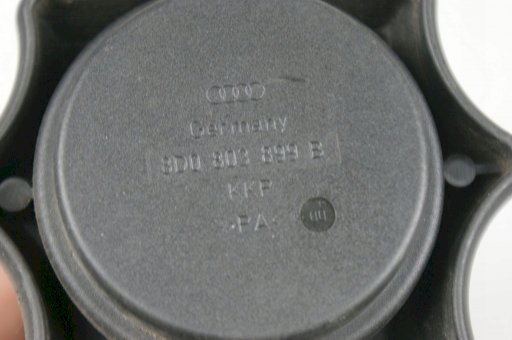 Germany
8D0 803 899 B
KKP
>PA<